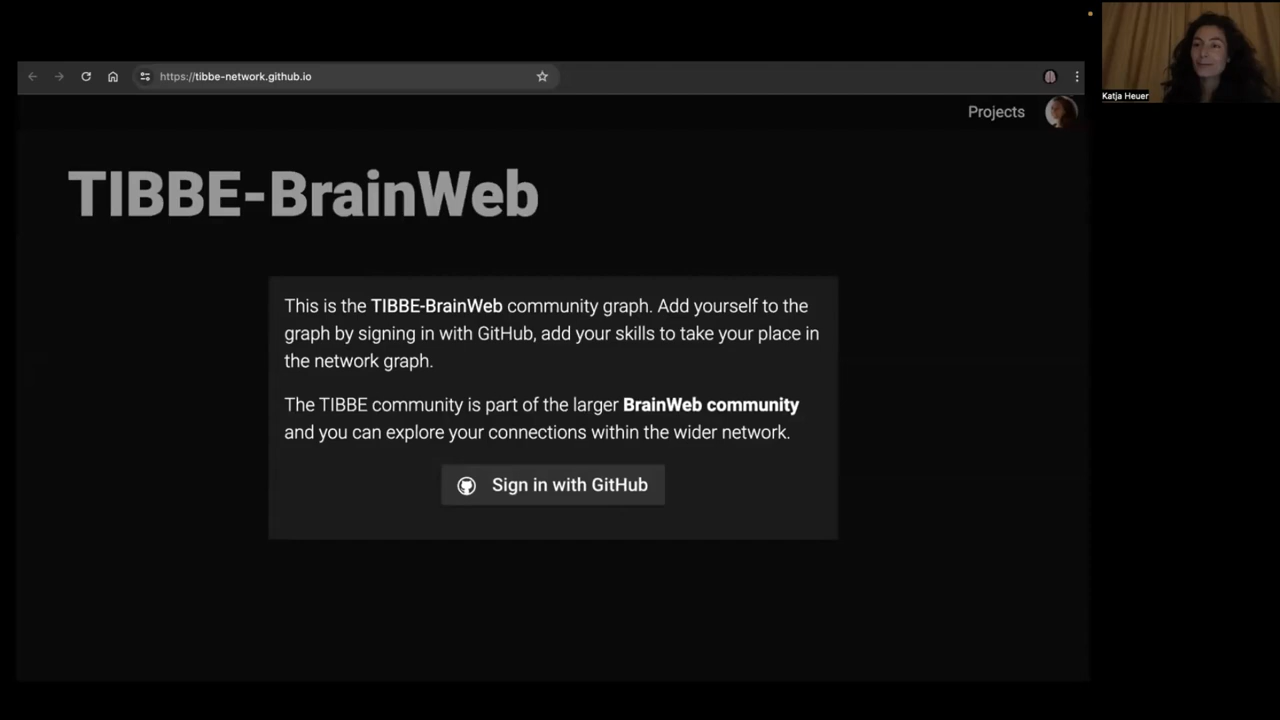 https://tibbe-network.github.io
Katja Heuer
Projects
TIBBE-BrainWeb
This is the TIBBE-BrainWeb community graph. Add yourself to the
graph by signing in with GitHub, add your skills to take your place in
the network graph.
The TIBBE community is part of the larger BrainWeb community
and you can explore your connections within the wider network.
Sign in with GitHub